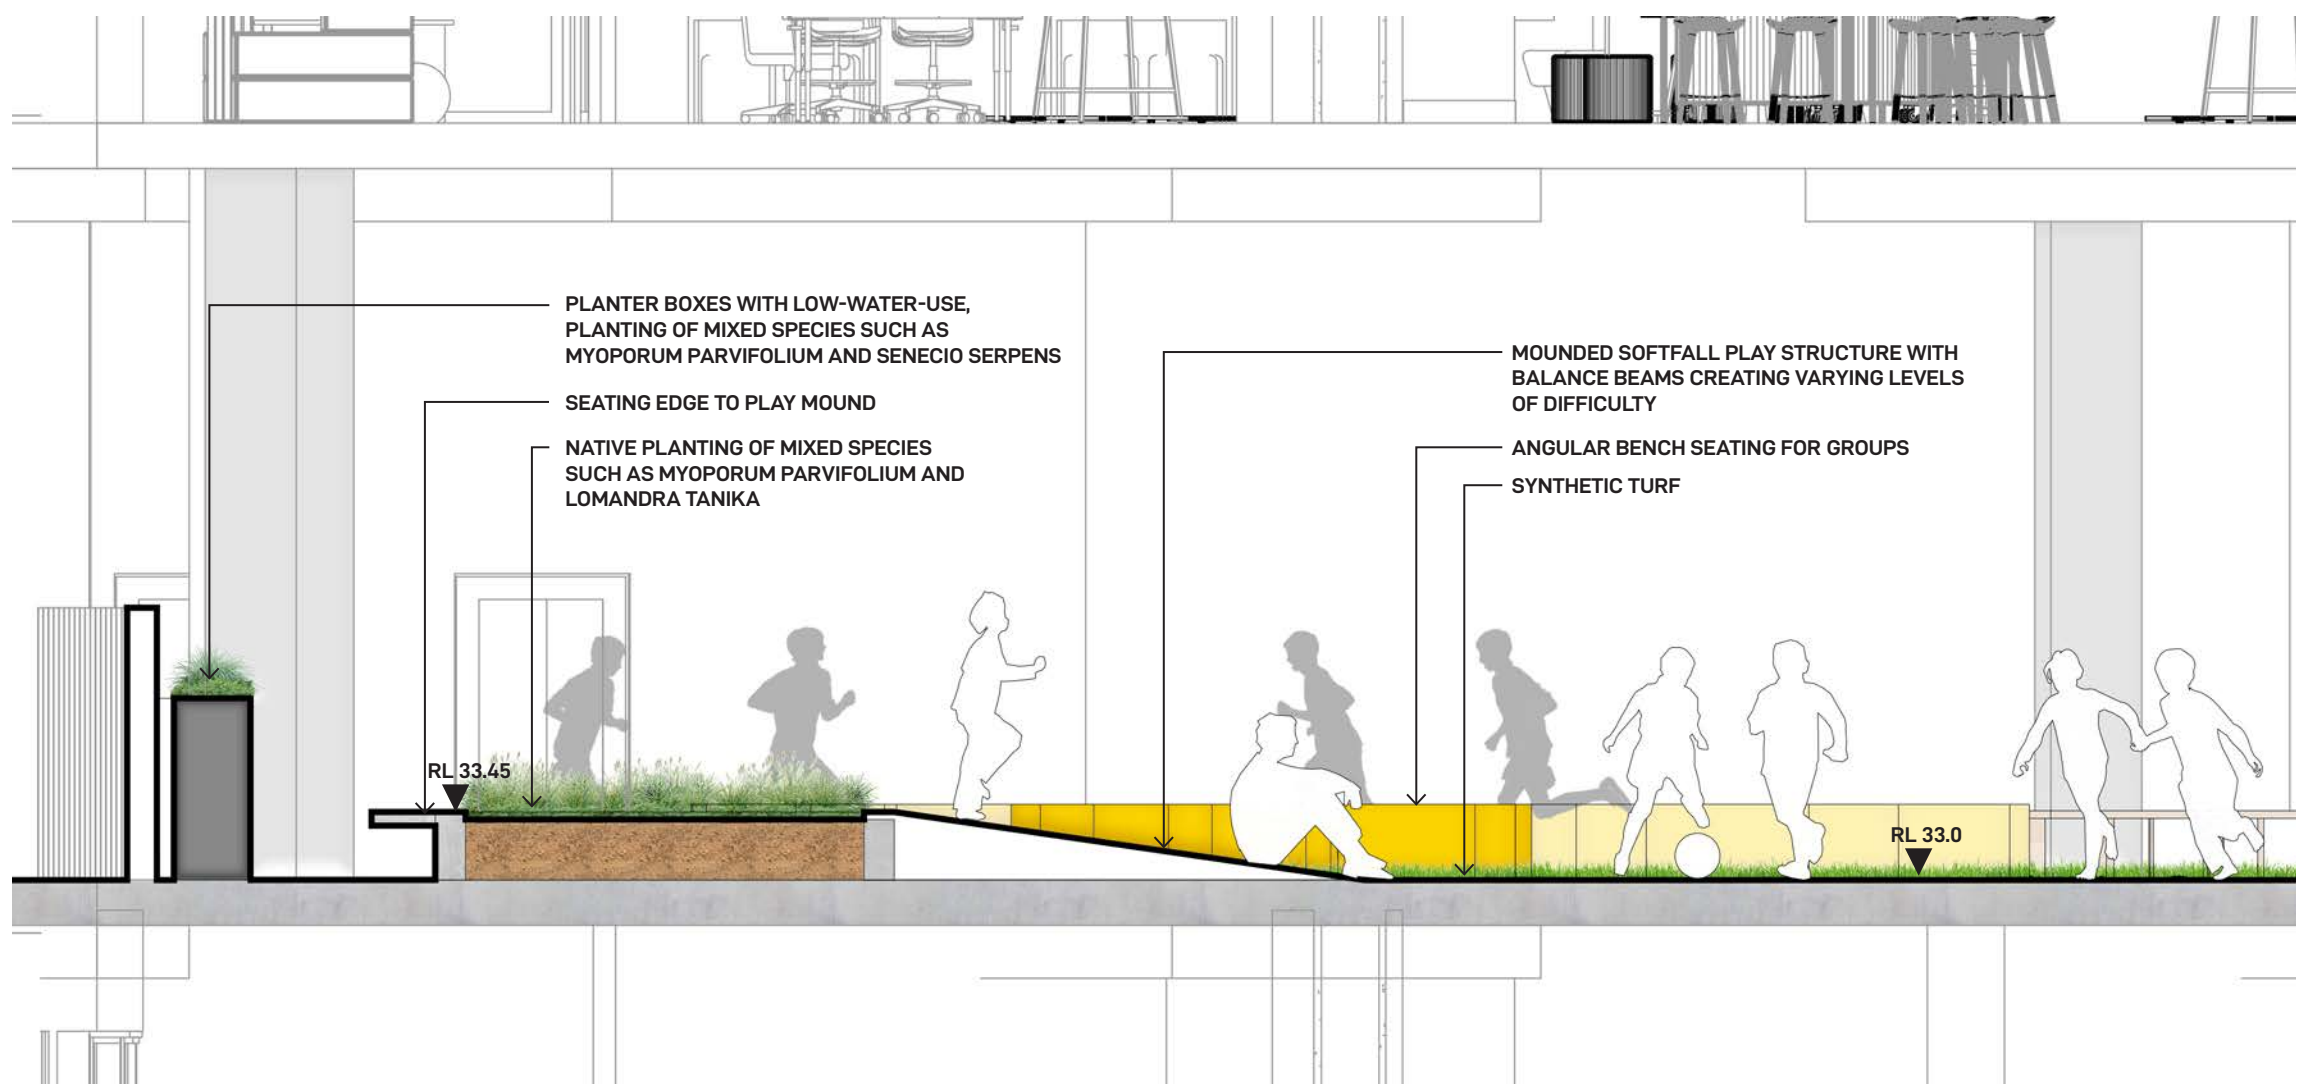 PLANTER BOXES WITH LOW-WATER-USE,
PLANTING OF MIXED SPECIES SUCH AS
MYOPORUM PARVIFOLIUM AND SENECIO SERPENS
SEATING EDGE TO PLAY MOUND
NATIVE PLANTING OF MIXED SPECIES
SUCH AS MYOPORUM PARVIFOLIUM AND
LOMANDRA TANIKA
MOUNDED SOFTFALL PLAY STRUCTURE WITH
BALANCE BEAMS CREATING VARYING LEVELS
OF DIFFICULTY
ANGULAR BENCH SEATING FOR GROUPS
SYNTHETIC TURF
RL 33.45
RL 33.0